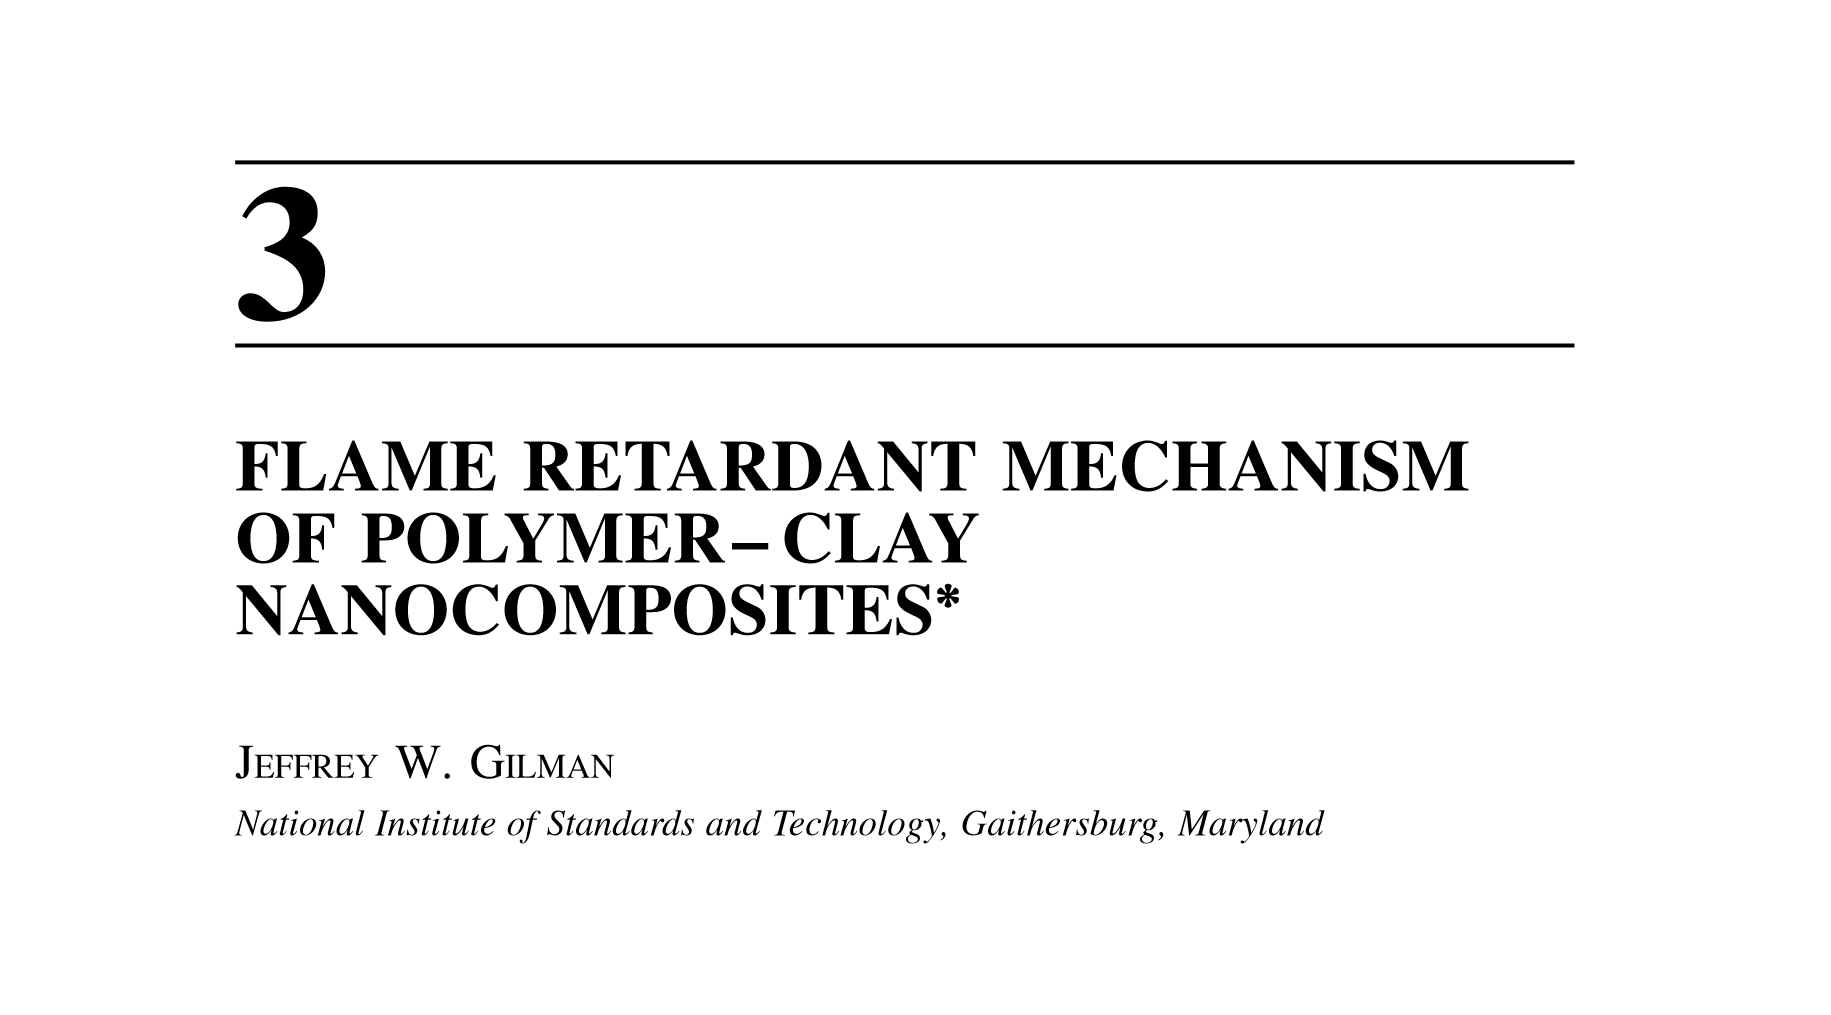 3
FLAME RETARDANT MECHANISM
OF POLYMER–CLAY
NANOCOMPOSITES*
JEFFREY W. GILMAN
National Institute of Standards and Technology, Gaithersburg, Maryland